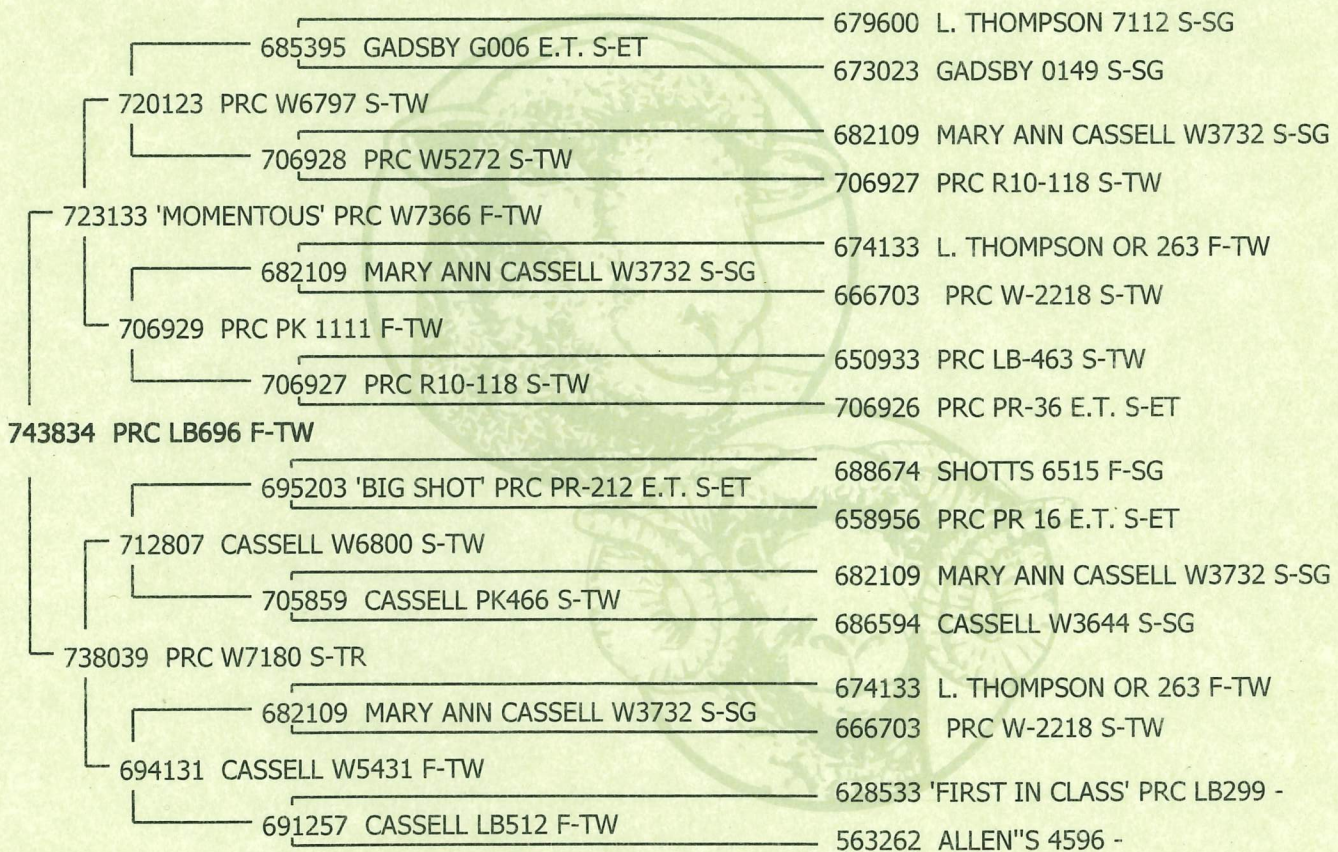 679600 L. THOMPSON 7112 S-SG
685395 GADSBY G006 E.T. S-ET
673023 GADSBY 0149 S-SG
720123 PRC W6797 S-TW
682109 MARY ANN CASSELL W3732 S-SG
706928 PRC W5272 S-TW
706927 PRC R10-118 S-TW
723133 'MOMENTOUS' PRC W7366 F-TW
674133 L. THOMPSON OR 263 F-TW
682109 MARY ANN CASSELL W3732 S-SG
666703 PRC W-2218 S-TW
706929 PRC PK 1111 F-TW
650933 PRC LB-463 S-TW
706927 PRC R10-118 S-TW
706926 PRC PR-36 E.T. S-ET
743834 PRC LB696 F-TW
688674 SHOTTS 6515 F-SG
695203 'BIG SHOT' PRC PR-212 E.T. S-ET
658956 PRC PR 16 E.T. S-ET
712807 CASSELL W6800 S-TW
682109 MARY ANN CASSELL W3732 S-SG
705859 CASSELL PK466 S-TW
686594 CASSELL W3644 S-SG
738039 PRC W7180 S-TR
674133 L. THOMPSON OR 263 F-TW
682109 MARY ANN CASSELL W3732 S-SG
666703 PRC W-2218 S-TW
694131 CASSELL W5431 F-TW
628533 'FIRST IN CLASS' PRC LB299 -
691257 CASSELL LB512 F-TW
563262 ALLEN"S 4596 -